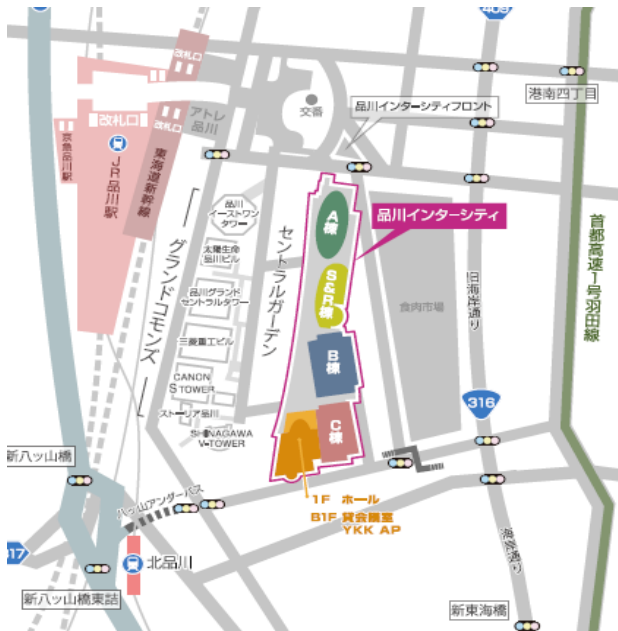 409
改札口
港南四丁目
交番
品川インターシティフロント
アトレ
品川
改札口
改札口
京急品川駅
JR品川駅
東海道新幹線
品川
イーストワン
タワー
太陽生命
品川ビル
品川グランド
セントラルタワー
三菱重工ビル
CANON
S TOWER
ストーリア品川
SHINAGAWA
V-TOWER
グランドコモンズ
セントラルガーデン
A棟
S&R棟
B棟
C棟
品川インターシティ
食肉市場
旧海岸通り
首都高速1号羽田線
316
1F ホール
B1F 貸会議室
YKK AP
新八ッ山橋
八ッ山アンダーパス
317
北品川
新八ッ山橋東詰
新東海橋